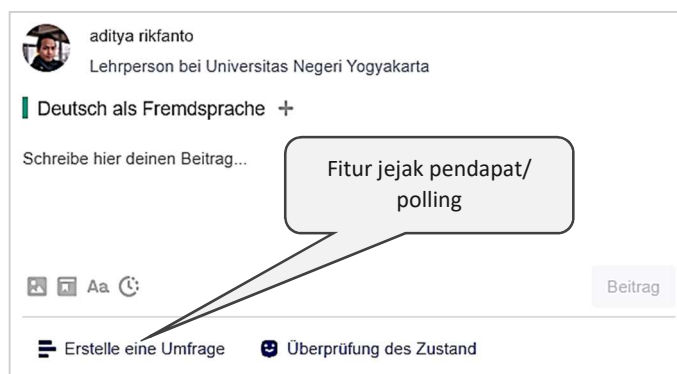 aditya rikfanto
Lehrperson bei Universitas Negeri Yogyakarta
Deutsch als Fremdsprache +
Schreibe hier deinen Beitrag...
Fitur jejak pendapat/
polling
Aa
Beitrag
Erstelle eine Umfrage
Überprüfung des Zustand